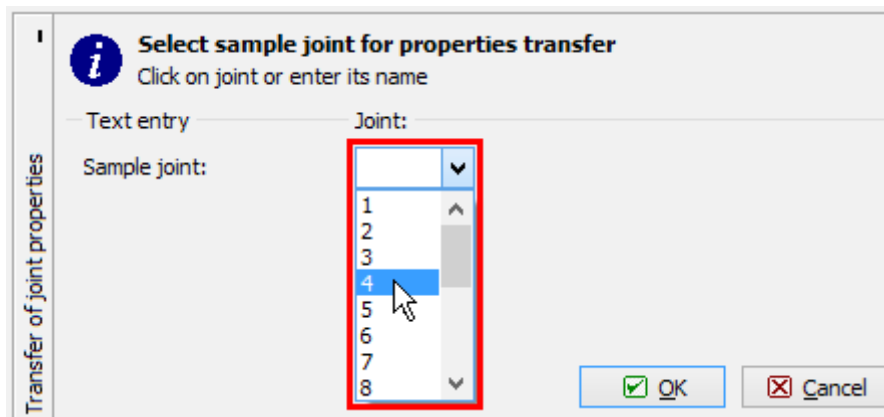 Select sample joint for properties transfer
Click on joint or enter its name
Text entry Joint:
Sample joint:
1
2
3
4
5
6
7
8
OK Cancel
Transfer of joint properties